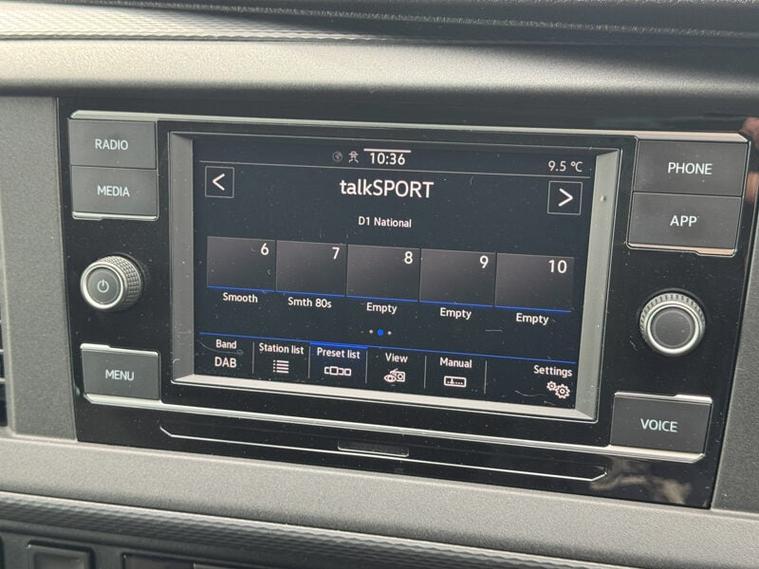 RADIO
MEDIA
MENU
10:36
9.5 °C
<
talkSPORT
>
D1 National
6 7 8 9 10
Smooth Smth 80s Empty Empty Empty
Band Station list Preset list View Manual Settings
DAB
PHONE
APP
VOICE